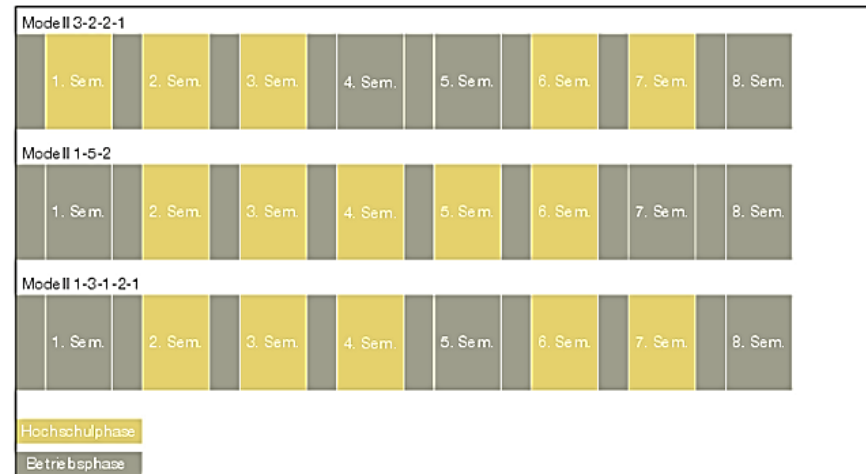 Modell 3-2-2-1
1. Sem. 2. Sem. 3. Sem. 4. Sem. 5. Sem. 6. Sem. 7. Sem. 8. Sem.
Modell 1-5-2
1. Sem. 2. Sem. 3. Sem. 4. Sem. 5. Sem. 6. Sem. 7. Sem. 8. Sem.
Modell 1-3-1-2-1
1. Sem. 2. Sem. 3. Sem. 4. Sem. 5. Sem. 6. Sem. 7. Sem. 8. Sem.
Hochschulphase
Betriebsphase